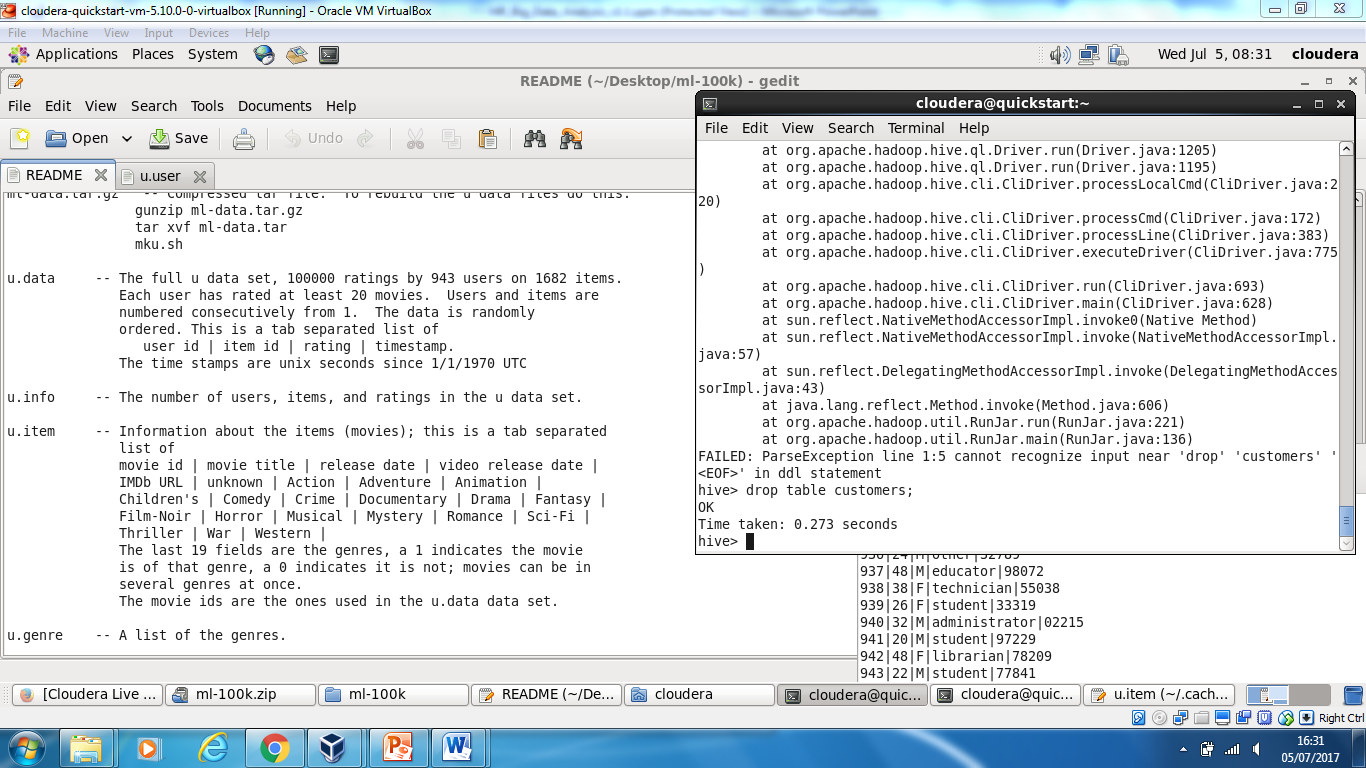 cloudera-quickstart-vm-5.10.0-0-virtualbox [Running] - Oracle VM VirtualBox
File Machine View Input Devices Help
Applications Places System Wed Jul 5, 08:31 cloudera
README (~/Desktop/ml-100k) - gedit
File Edit View Search Tools Documents Help
Open Save Undo
README u.user
ml-data.tar.gz -- Compressed tar file. To rebuild the u data files do this:
gunzip ml-data.tar.gz
tar xvf ml-data.tar
mku.sh
u.data -- The full u data set, 100000 ratings by 943 users on 1682 items.
Each user has rated at least 20 movies. Users and items are
numbered consecutively from 1. The data is randomly
ordered. This is a tab separated list of
user id | item id | rating | timestamp.
The time stamps are unix seconds since 1/1/1970 UTC
u.info -- The number of users, items, and ratings in the u data set.
u.item -- Information about the items (movies); this is a tab separated
list of
movie id | movie title | release date | video release date |
IMDb URL | unknown | Action | Adventure | Animation |
Children's | Comedy | Crime | Documentary | Drama | Fantasy |
Film-Noir | Horror | Musical | Mystery | Romance | Sci-Fi |
Thriller | War | Western |
The last 19 fields are the genres, a 1 indicates the movie
is of that genre, a 0 indicates it is not; movies can be in
several genres at once.
The movie ids are the ones used in the u.data data set.
u.genre -- A list of the genres.
cloudera@quickstart:~
File Edit View Search Terminal Help
at org.apache.hadoop.hive.ql.Driver.run(Driver.java:1205)
at org.apache.hadoop.hive.ql.Driver.run(Driver.java:1195)
at org.apache.hadoop.hive.cli.CliDriver.processLocalCmd(CliDriver.java:2
20)
at org.apache.hadoop.hive.cli.CliDriver.processCmd(CliDriver.java:172)
at org.apache.hadoop.hive.cli.CliDriver.processLine(CliDriver.java:383)
at org.apache.hadoop.hive.cli.CliDriver.executeDriver(CliDriver.java:775
)
at org.apache.hadoop.hive.cli.CliDriver.run(CliDriver.java:693)
at org.apache.hadoop.hive.cli.CliDriver.main(CliDriver.java:628)
at sun.reflect.NativeMethodAccessorImpl.invoke0(Native Method)
at sun.reflect.NativeMethodAccessorImpl.invoke(NativeMethodAccessorImpl.
java:57)
at sun.reflect.DelegatingMethodAccessorImpl.invoke(DelegatingMethodAcces
sorImpl.java:43)
at java.lang.reflect.Method.invoke(Method.java:606)
at org.apache.hadoop.util.RunJar.run(RunJar.java:221)
at org.apache.hadoop.util.RunJar.main(RunJar.java:136)
FAILED: ParseException line 1:5 cannot recognize input near 'drop' 'customers' '
<EOF>' in ddl statement
hive> drop table customers;
OK
Time taken: 0.273 seconds
hive>
937|48|M|educator|98072
938|38|F|technician|55038
939|26|F|student|33319
940|32|M|administrator|02215
941|20|M|student|97229
942|48|F|librarian|78209
943|22|M|student|77841
[Cloudera Live ... ml-100k.zip ml-100k README (~/De... cloudera cloudera@quic... cloudera@quic... u.item (~/.cach...
Right Ctrl
16:31
05/07/2017